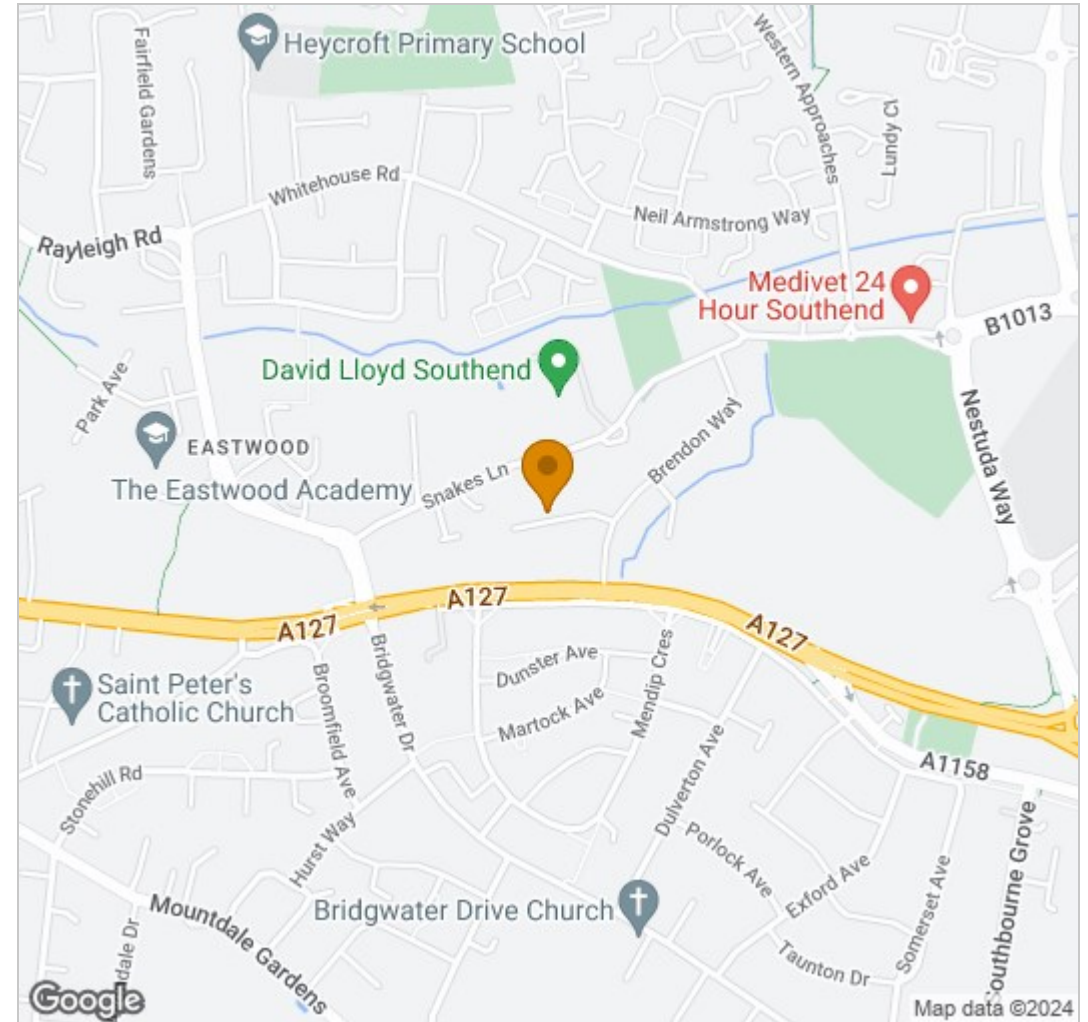 Fairfield Gardens
Heycroft Primary School
Western Approaches
Lundy Cl
Whitehouse Rd
Neil Armstrong Way
Rayleigh Rd
Medivet 24
Hour Southend
B1013
David Lloyd Southend
Park Ave
EASTWOOD
The Eastwood Academy
Snakes Ln
Brendon Way
Nestuda Way
A127
A127
A127
Saint Peter's
Catholic Church
Broomfield Ave
Bridgwater Dr
Dunster Ave
Martock Ave
Mendip Cres
Dulverton Ave
A1158
Stonehill Rd
Hurst Way
Porlock Ave
Exford Ave
Somerset Ave
Southbourne Grove
Bridgwater Drive Church
Mountdale Gardens
dale Dr
Taunton Dr
Google
Map data ©2024